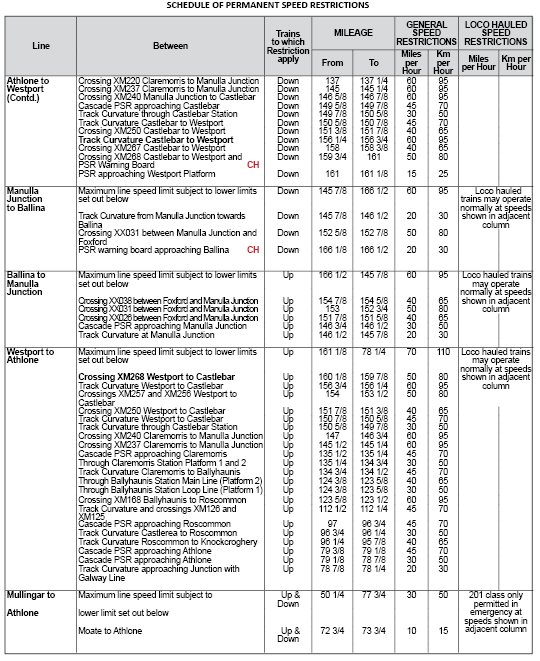 SCHEDULE OF PERMANENT SPEED RESTRICTIONS
Line Between Trains to which Restriction apply MILEAGE From To GENERAL SPEED RESTRICTIONS Miles per Hour Km per Hour LOCO HAULED SPEED RESTRICTIONS Miles per Hour Km per Hour
Athlone to Westport (Contd.)
Crossing XM220 Claremorris to Manulla Junction Down 137 137 1/4 60 95
Crossing XM237 Claremorris to Manulla Junction Down 145 145 1/4 60 95
Crossing XM240 Manulla Junction to Castlebar Down 146 5/8 146 7/8 60 95
Cascade PSR approaching Castlebar Down 149 5/8 149 7/8 45 70
Track Curvature through Castlebar Station Down 149 7/8 150 5/8 30 50
Track Curvature Castlebar to Westport Down 150 5/8 150 7/8 45 70
Crossing XM250 Castlebar to Westport Down 151 3/8 151 7/8 40 65
Track Curvature Castlebar to Westport Down 156 1/4 156 3/4 60 95
Crossing XM267 Castlebar to Westport Down 158 158 3/8 40 65
Crossing XM268 Castlebar to Westport and Down 159 3/4 161 50 80
PSR Warning Board CH
PSR approaching Westport Platform Down 161 161 1/8 15 25
Manulla Junction to Ballina
Maximum line speed limit subject to lower limits set out below Down 145 7/8 166 1/2 60 95 Loco hauled trains may operate normally at speeds shown in adjacent column
Track Curvature from Manulla Junction towards Ballina Down 145 7/8 146 1/2 20 30
Crossing XX031 between Manulla Junction and Foxford Down 152 5/8 152 7/8 50 80
PSR warning board approaching Ballina CH Down 166 1/8 166 1/2 20 30
Ballina to Manulla Junction
Maximum line speed limit subject to lower limits set out below Up 166 1/2 145 7/8 60 95 Loco hauled trains may operate normally at speeds shown in adjacent column
Crossing XX038 between Foxford and Manulla Junction Up 154 7/8 154 5/8 40 65
Crossing XX031 between Foxford and Manulla Junction Up 153 152 3/4 50 80
Crossing XX026 between Foxford and Manulla Junction Up 151 7/8 151 5/8 40 65
Cascade PSR approaching Manulla Junction Up 146 3/4 146 1/2 30 50
Track Curvature at Manulla Junction Up 146 1/2 145 7/8 20 30
Westport to Athlone
Maximum line speed limit subject to lower limits set out below Up 161 1/8 78 1/4 70 110 Loco hauled trains may operate normally at speeds shown in adjacent column
Crossing XM268 Westport to Castlebar Up 160 1/8 159 7/8 50 80
Track Curvature Westport to Castlebar Up 156 3/4 156 1/4 60 95
Crossings XM257 and XM256 Westport to Castlebar Up 154 153 1/2 50 80
Crossing XM250 Westport to Castlebar Up 151 7/8 151 3/8 40 65
Track Curvature Westport to Castlebar Up 150 7/8 150 5/8 45 70
Track Curvature through Castlebar Station Up 150 5/8 149 7/8 30 50
Crossing XM240 Claremorris to Manulla Junction Up 147 146 3/4 60 95
Crossing XM237 Claremorris to Manulla Junction Up 145 1/2 145 1/4 60 95
Cascade PSR approaching Claremorris Up 135 1/2 135 1/4 45 70
Through Claremorris Station Platform 1 and 2 Up 135 1/4 134 3/4 30 50
Track Curvature Claremorris to Ballyhaunis Up 134 3/4 134 1/2 45 70
Through Ballyhaunis Station Main Line (Platform 2) Up 124 3/8 123 5/8 40 65
Through Ballyhaunis Station Loop Line (Platform 1) Up 124 3/8 123 5/8 30 50
Crossing XM168 Ballyhaunis to Roscommon Up 123 5/8 123 1/2 60 95
Track Curvature and crossings XM126 and XM125 Up 112 1/2 112 1/4 45 70
Cascade PSR approaching Roscommon Up 97 96 3/4 45 70
Track Curvature Castlerea to Roscommon Up 96 3/4 96 1/4 30 50
Track Curvature Roscommon to Knockcroghery Up 96 1/4 95 7/8 40 65
Cascade PSR approaching Athlone Up 79 3/8 79 1/8 45 70
Cascade PSR approaching Athlone Up 79 1/8 78 7/8 30 50
Track Curvature approaching Junction with Galway Line Up 78 7/8 78 1/4 20 30
Mullingar to Athlone
Maximum line speed limit subject to lower limit set out below Up & Down 50 1/4 77 3/4 30 50 201 class only permitted in emergency at speeds shown in adjacent column
Moate to Athlone Up & Down 72 3/4 73 3/4 10 15